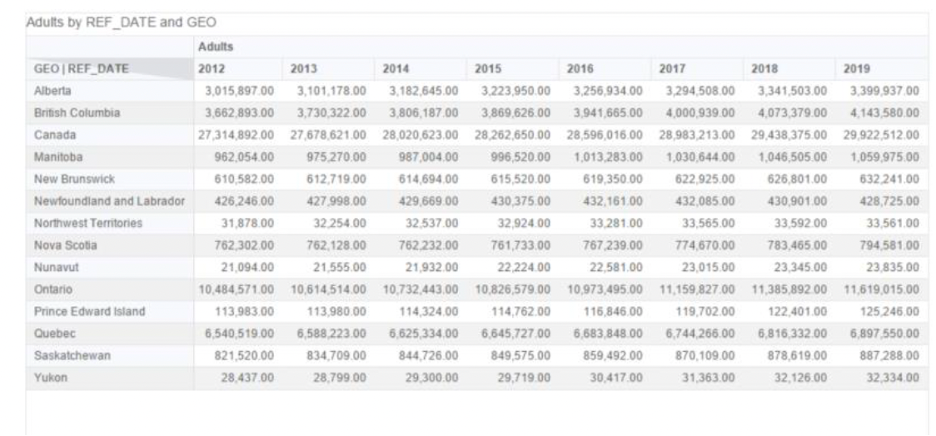 Adults by REF_DATE and GEO
Adults
GEO | REF_DATE 2012 2013 2014 2015 2016 2017 2018 2019
Alberta 3,015,897.00 3,101,178.00 3,182,645.00 3,223,950.00 3,256,934.00 3,294,508.00 3,341,503.00 3,399,937.00
British Columbia 3,662,893.00 3,730,322.00 3,806,187.00 3,869,626.00 3,941,665.00 4,000,939.00 4,073,379.00 4,143,580.00
Canada 27,314,892.00 27,678,621.00 28,020,623.00 28,262,650.00 28,596,016.00 28,983,213.00 29,438,375.00 29,922,512.00
Manitoba 962,054.00 975,270.00 987,004.00 996,520.00 1,013,283.00 1,030,644.00 1,046,505.00 1,059,975.00
New Brunswick 610,582.00 612,719.00 614,694.00 615,520.00 619,350.00 622,925.00 626,801.00 632,241.00
Newfoundland and Labrador 426,246.00 427,998.00 429,669.00 430,375.00 432,161.00 432,085.00 430,901.00 428,725.00
Northwest Territories 31,878.00 32,254.00 32,537.00 32,924.00 33,281.00 33,565.00 33,592.00 33,561.00
Nova Scotia 762,302.00 762,128.00 762,232.00 761,733.00 767,239.00 774,670.00 783,465.00 794,581.00
Nunavut 21,094.00 21,555.00 21,932.00 22,224.00 22,581.00 23,015.00 23,345.00 23,835.00
Ontario 10,484,571.00 10,614,514.00 10,732,443.00 10,826,579.00 10,973,495.00 11,159,827.00 11,385,892.00 11,619,015.00
Prince Edward Island 113,983.00 113,980.00 114,324.00 114,762.00 116,846.00 119,702.00 122,401.00 125,246.00
Quebec 6,540,519.00 6,588,223.00 6,625,334.00 6,645,727.00 6,683,848.00 6,744,266.00 6,816,332.00 6,897,550.00
Saskatchewan 821,520.00 834,709.00 844,726.00 849,575.00 859,492.00 870,109.00 878,619.00 887,288.00
Yukon 28,437.00 28,799.00 29,300.00 29,719.00 30,417.00 31,363.00 32,126.00 32,334.00